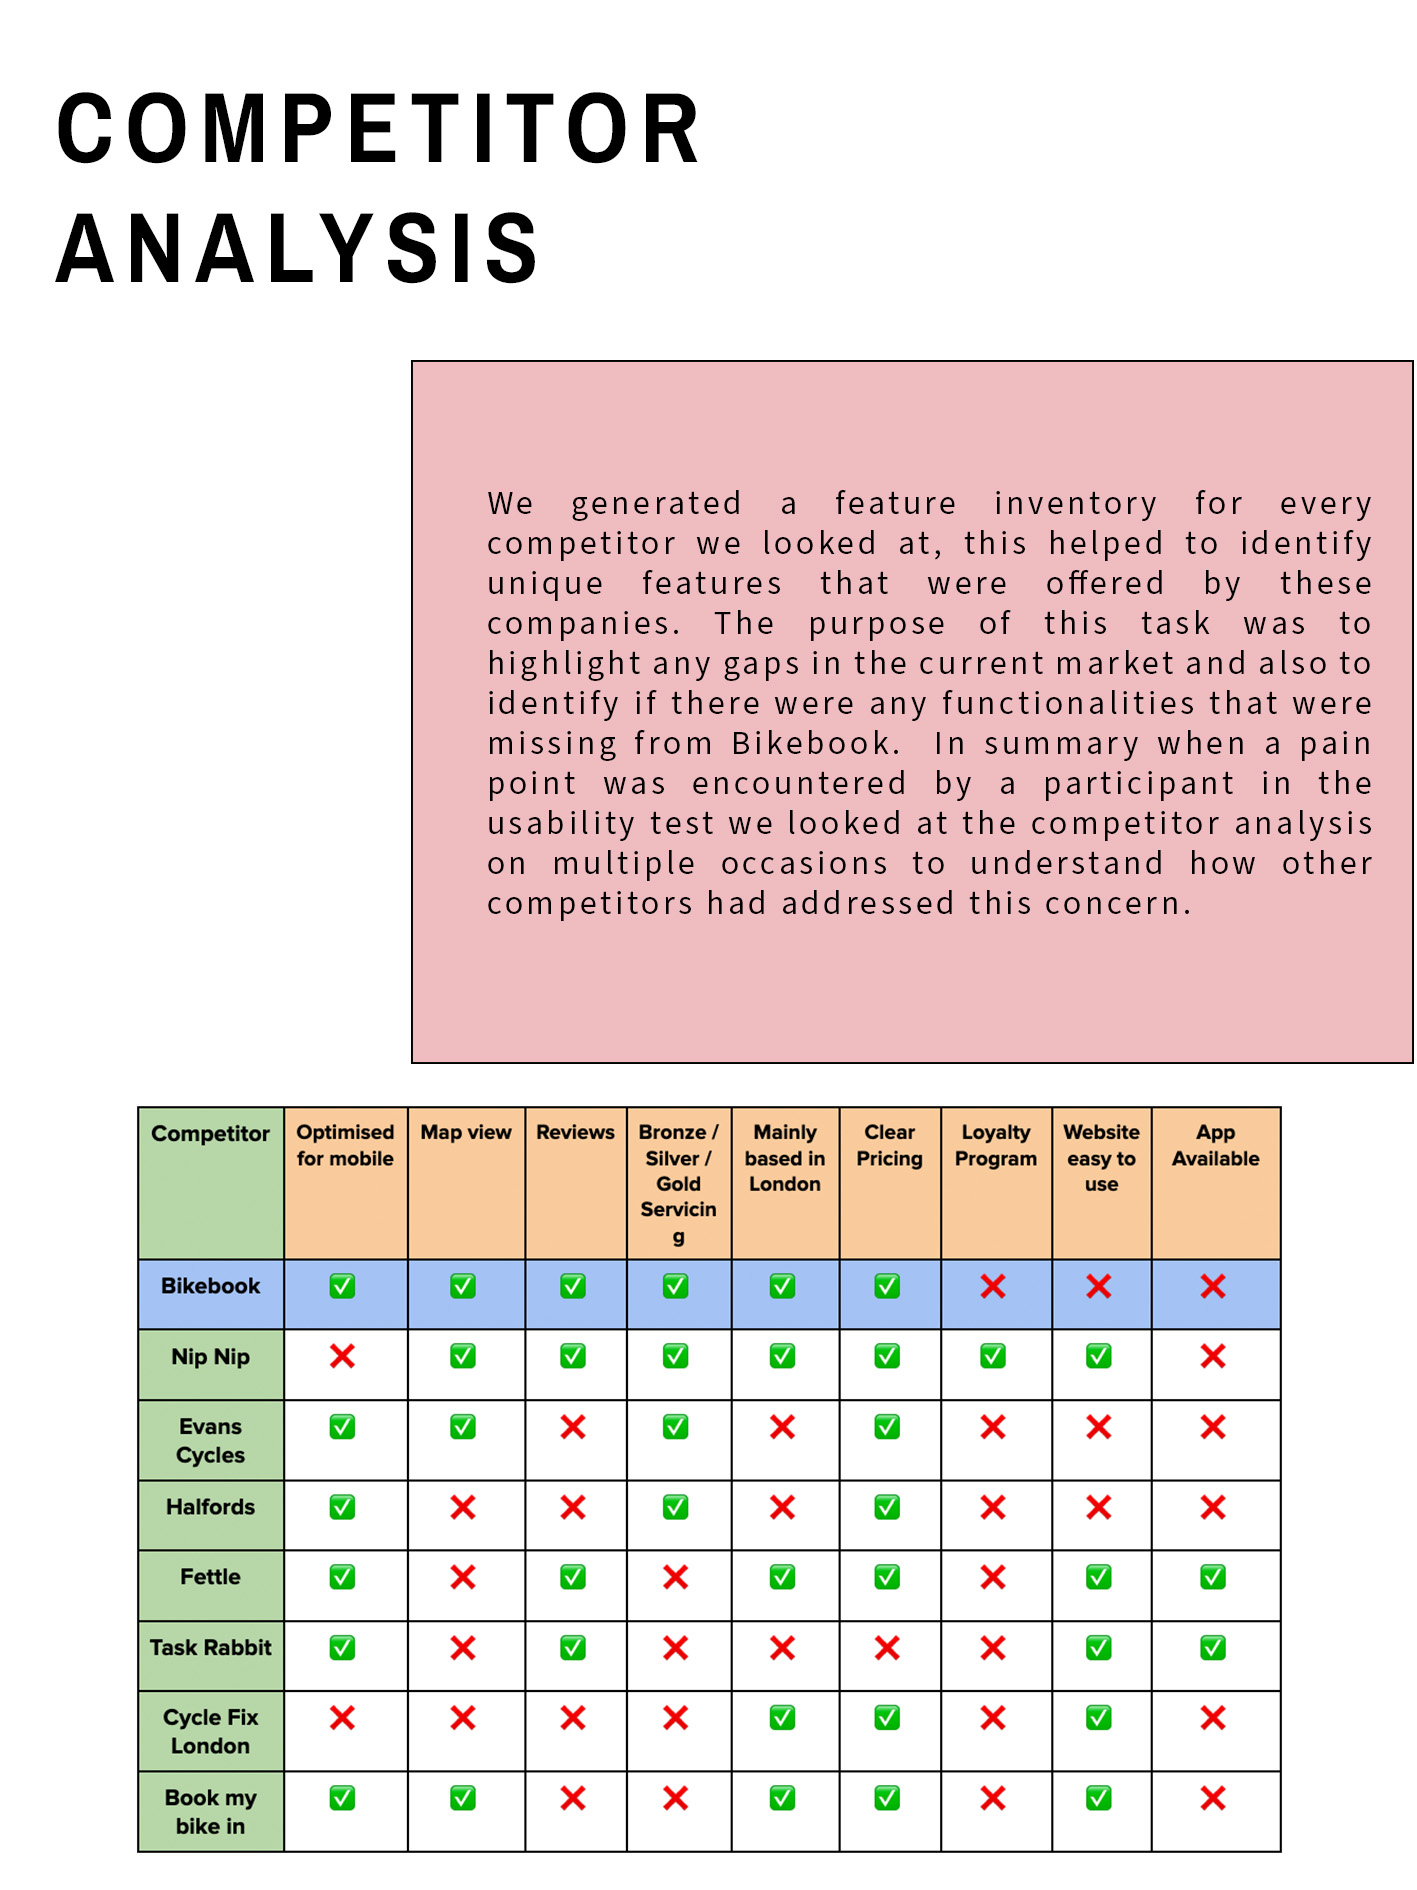 COMPETITOR
ANALYSIS
We generated a feature inventory for every
competitor we looked at, this helped to identify
unique features that were offered by these
companies. The purpose of this task was to
highlight any gaps in the current market and also to
identify if there were any functionalities that were
missing from Bikebook. In summary when a pain
point was encountered by a participant in the
usability test we looked at the competitor analysis
on multiple occasions to understand how other
competitors had addressed this concern.
Competitor
Optimised
for mobile
Map view
Reviews
Bronze /
Silver /
Gold
Servicin
g
Mainly
based in
London
Clear
Pricing
Loyalty
Program
Website
easy to
use
App
Available
Bikebook ✅ ✅ ✅ ✅ ✅ ✅ ❌ ❌ ❌
Nip Nip ❌ ✅ ✅ ✅ ✅ ✅ ✅ ✅ ❌
Evans
Cycles ✅ ✅ ❌ ✅ ❌ ✅ ❌ ❌ ❌
Halfords ✅ ❌ ❌ ✅ ❌ ✅ ❌ ❌ ❌
Fettle ✅ ❌ ✅ ❌ ✅ ✅ ❌ ✅ ✅
Task Rabbit ✅ ❌ ✅ ❌ ❌ ❌ ❌ ✅ ✅
Cycle Fix
London ❌ ❌ ❌ ❌ ✅ ✅ ❌ ✅ ❌
Book my
bike in ✅ ✅ ❌ ❌ ✅ ✅ ❌ ✅ ❌